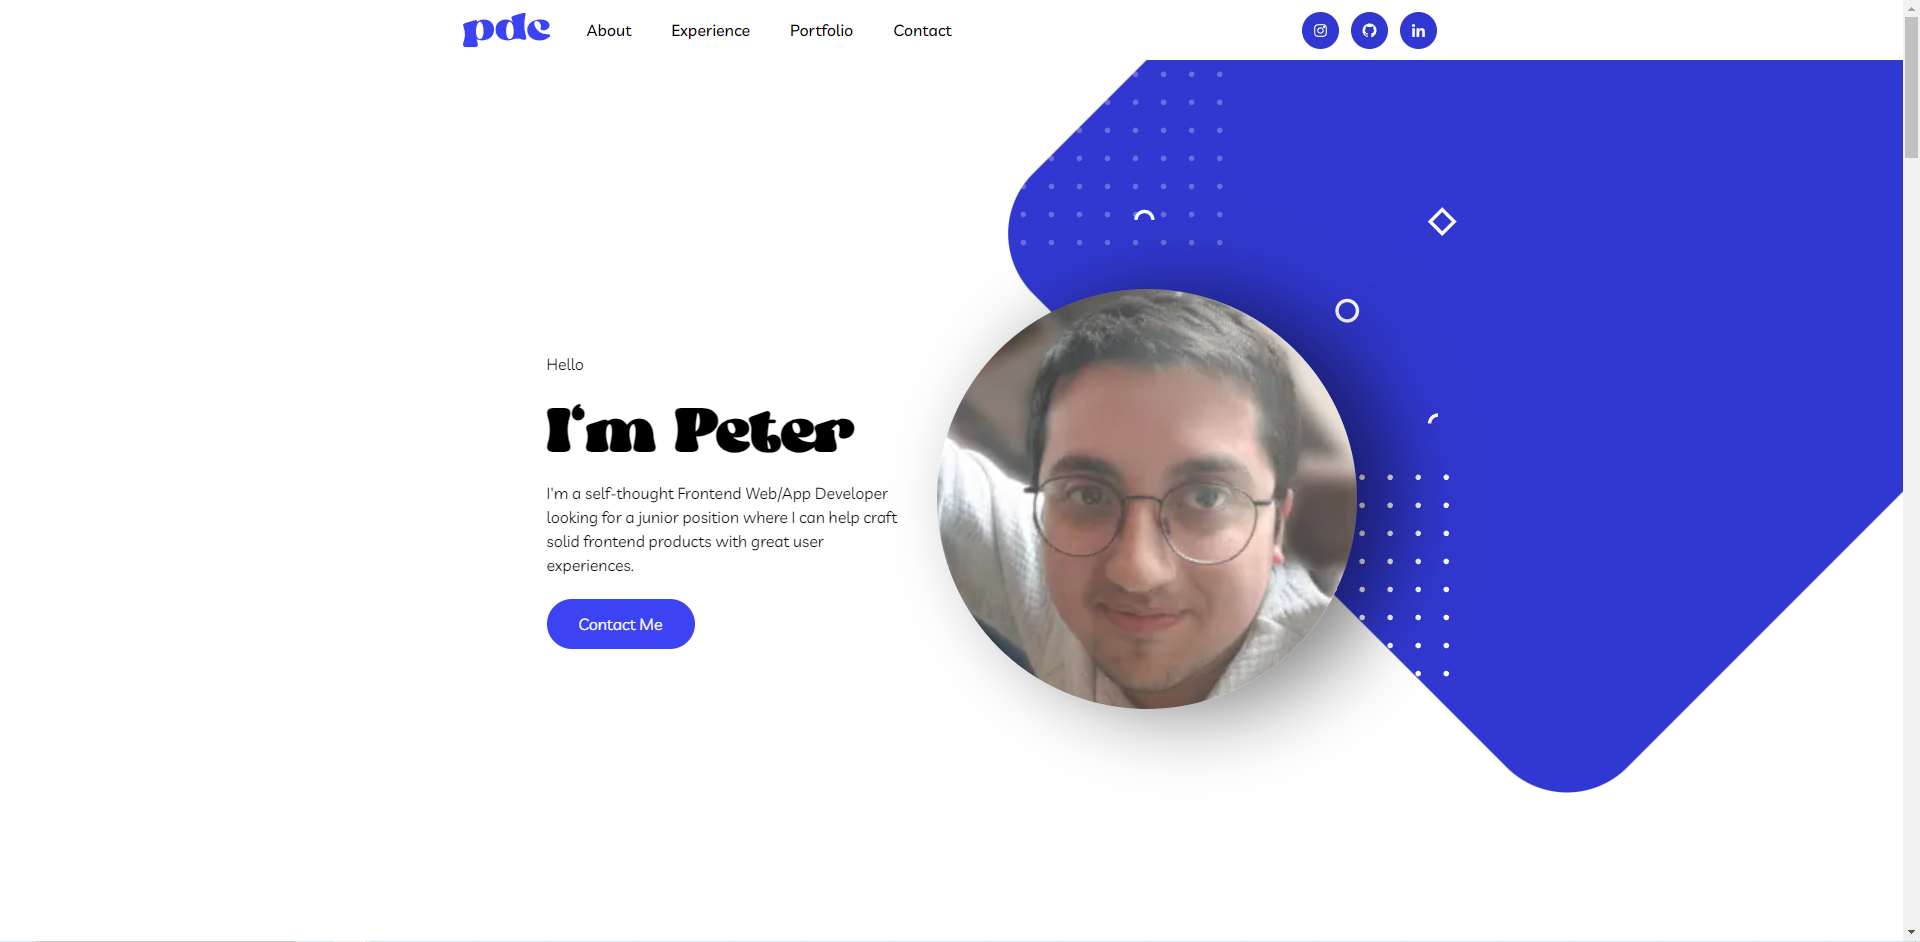 pdc
About
Experience
Portfolio
Contact
in
Hello
I'm Peter
I'm a self-thought Frontend Web/App Developer
looking for a junior position where I can help craft
solid frontend products with great user
experiences.
Contact Me